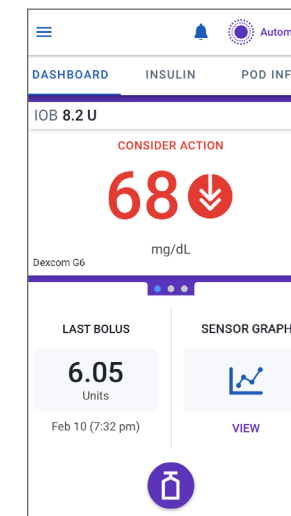 Autom
DASHBOARD INSULIN POD INF
IOB 8.2 U
CONSIDER ACTION
68
mg/dL
Dexcom G6
LAST BOLUS
6.05
Units
Feb 10 (7:32 pm)
SENSOR GRAPH
VIEW